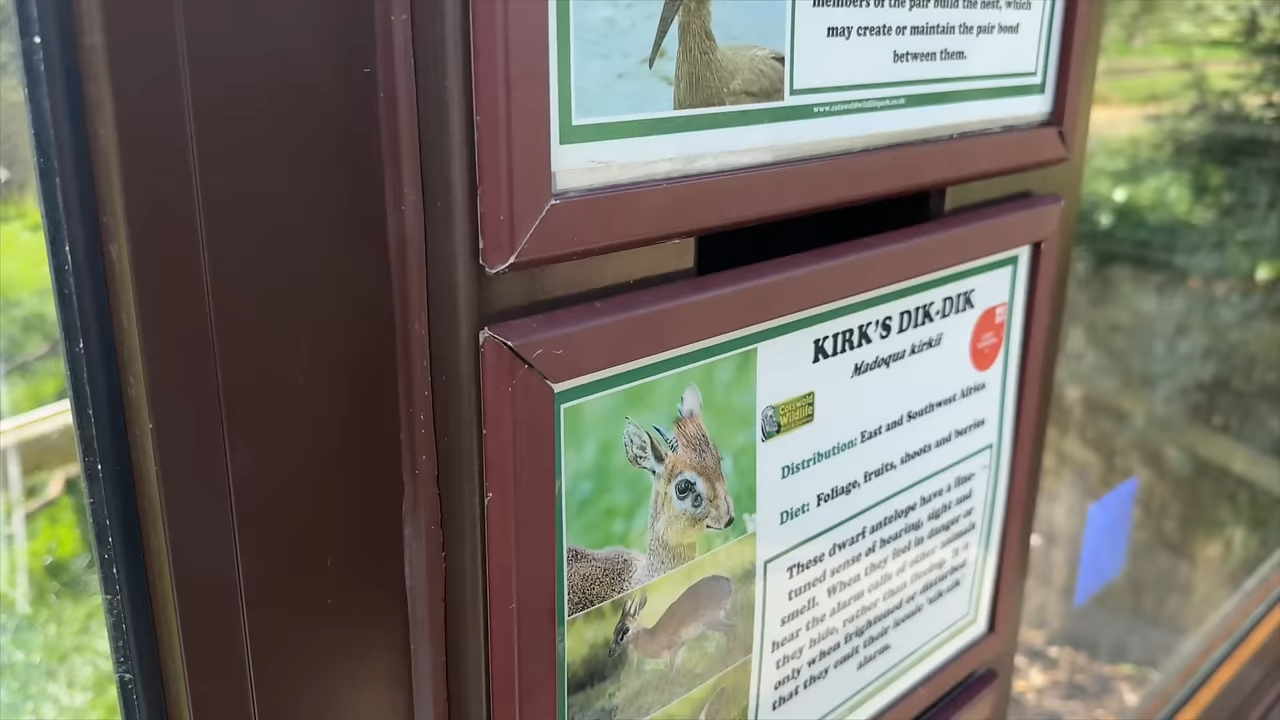 members of the pair build the nest, which
may create or maintain the pair bond
between them.
www.cotswoldwildlifepark.co.uk
KIRK'S DIK-DIK
Madoqua kirkii
Cotswold
Wildlife
Distribution: East and Southwest Africa
Diet: Foliage, fruits, shoots and berries
These dwarf antelope have a fine-
tuned sense of hearing, sight and
smell. When they feel in danger or
hear the alarm calls of other animals
they hide, rather than fleeing. It is
only when frightened or disturbed
that they emit their iconic 'zik-zik'
alarm.